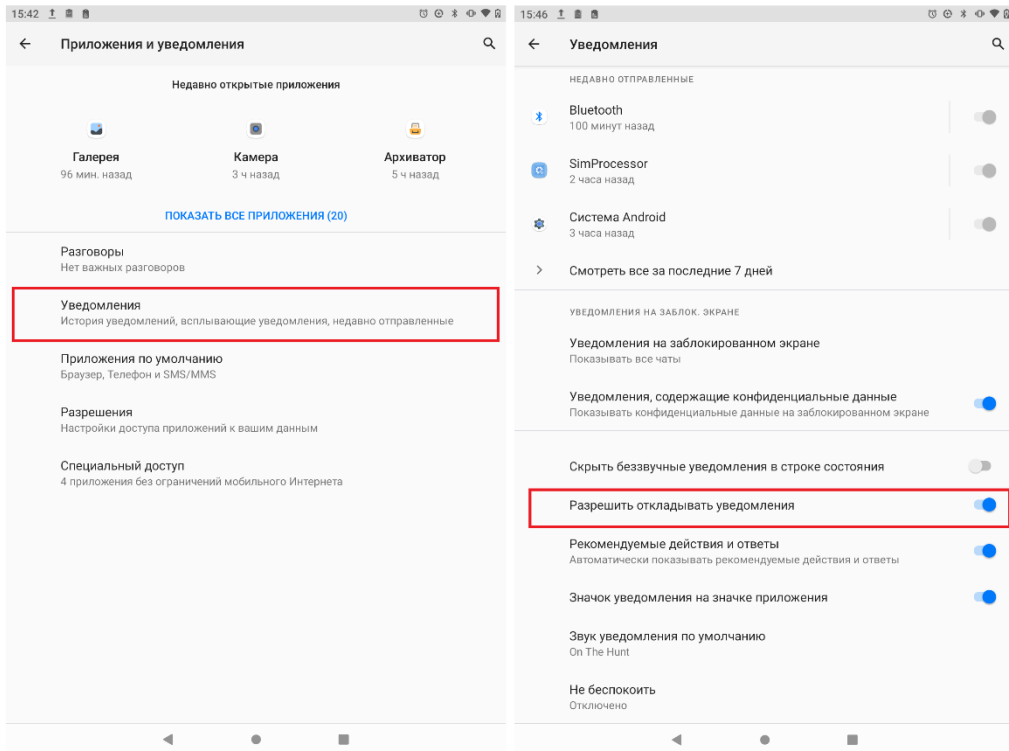 15:42
Приложения и уведомления
Недавно открытые приложения
Галерея
96 мин. назад
Камера
3 ч назад
Архиватор
5 ч назад
ПОКАЗАТЬ ВСЕ ПРИЛОЖЕНИЯ (20)
Разговоры
Нет важных разговоров
Уведомления
История уведомлений, всплывающие уведомления, недавно отправленные
Приложения по умолчанию
Браузер, Телефон и SMS/MMS
Разрешения
Настройки доступа приложений к вашим данным
Специальный доступ
4 приложения без ограничений мобильного Интернета
15:46
Уведомления
НЕДАВНО ОТПРАВЛЕННЫЕ
Bluetooth
100 минут назад
SimProcessor
2 часа назад
Система Android
3 часа назад
Смотреть все за последние 7 дней
УВЕДОМЛЕНИЯ НА ЗАБЛОК. ЭКРАНЕ
Уведомления на заблокированном экране
Показывать все чаты
Уведомления, содержащие конфиденциальные данные
Показывать конфиденциальные данные на заблокированном экране
Скрыть беззвучные уведомления в строке состояния
Разрешить откладывать уведомления
Рекомендуемые действия и ответы
Автоматически показывать рекомендуемые действия и ответы
Значок уведомления на значке приложения
Звук уведомления по умолчанию
On The Hunt
Не беспокоить
Отключено